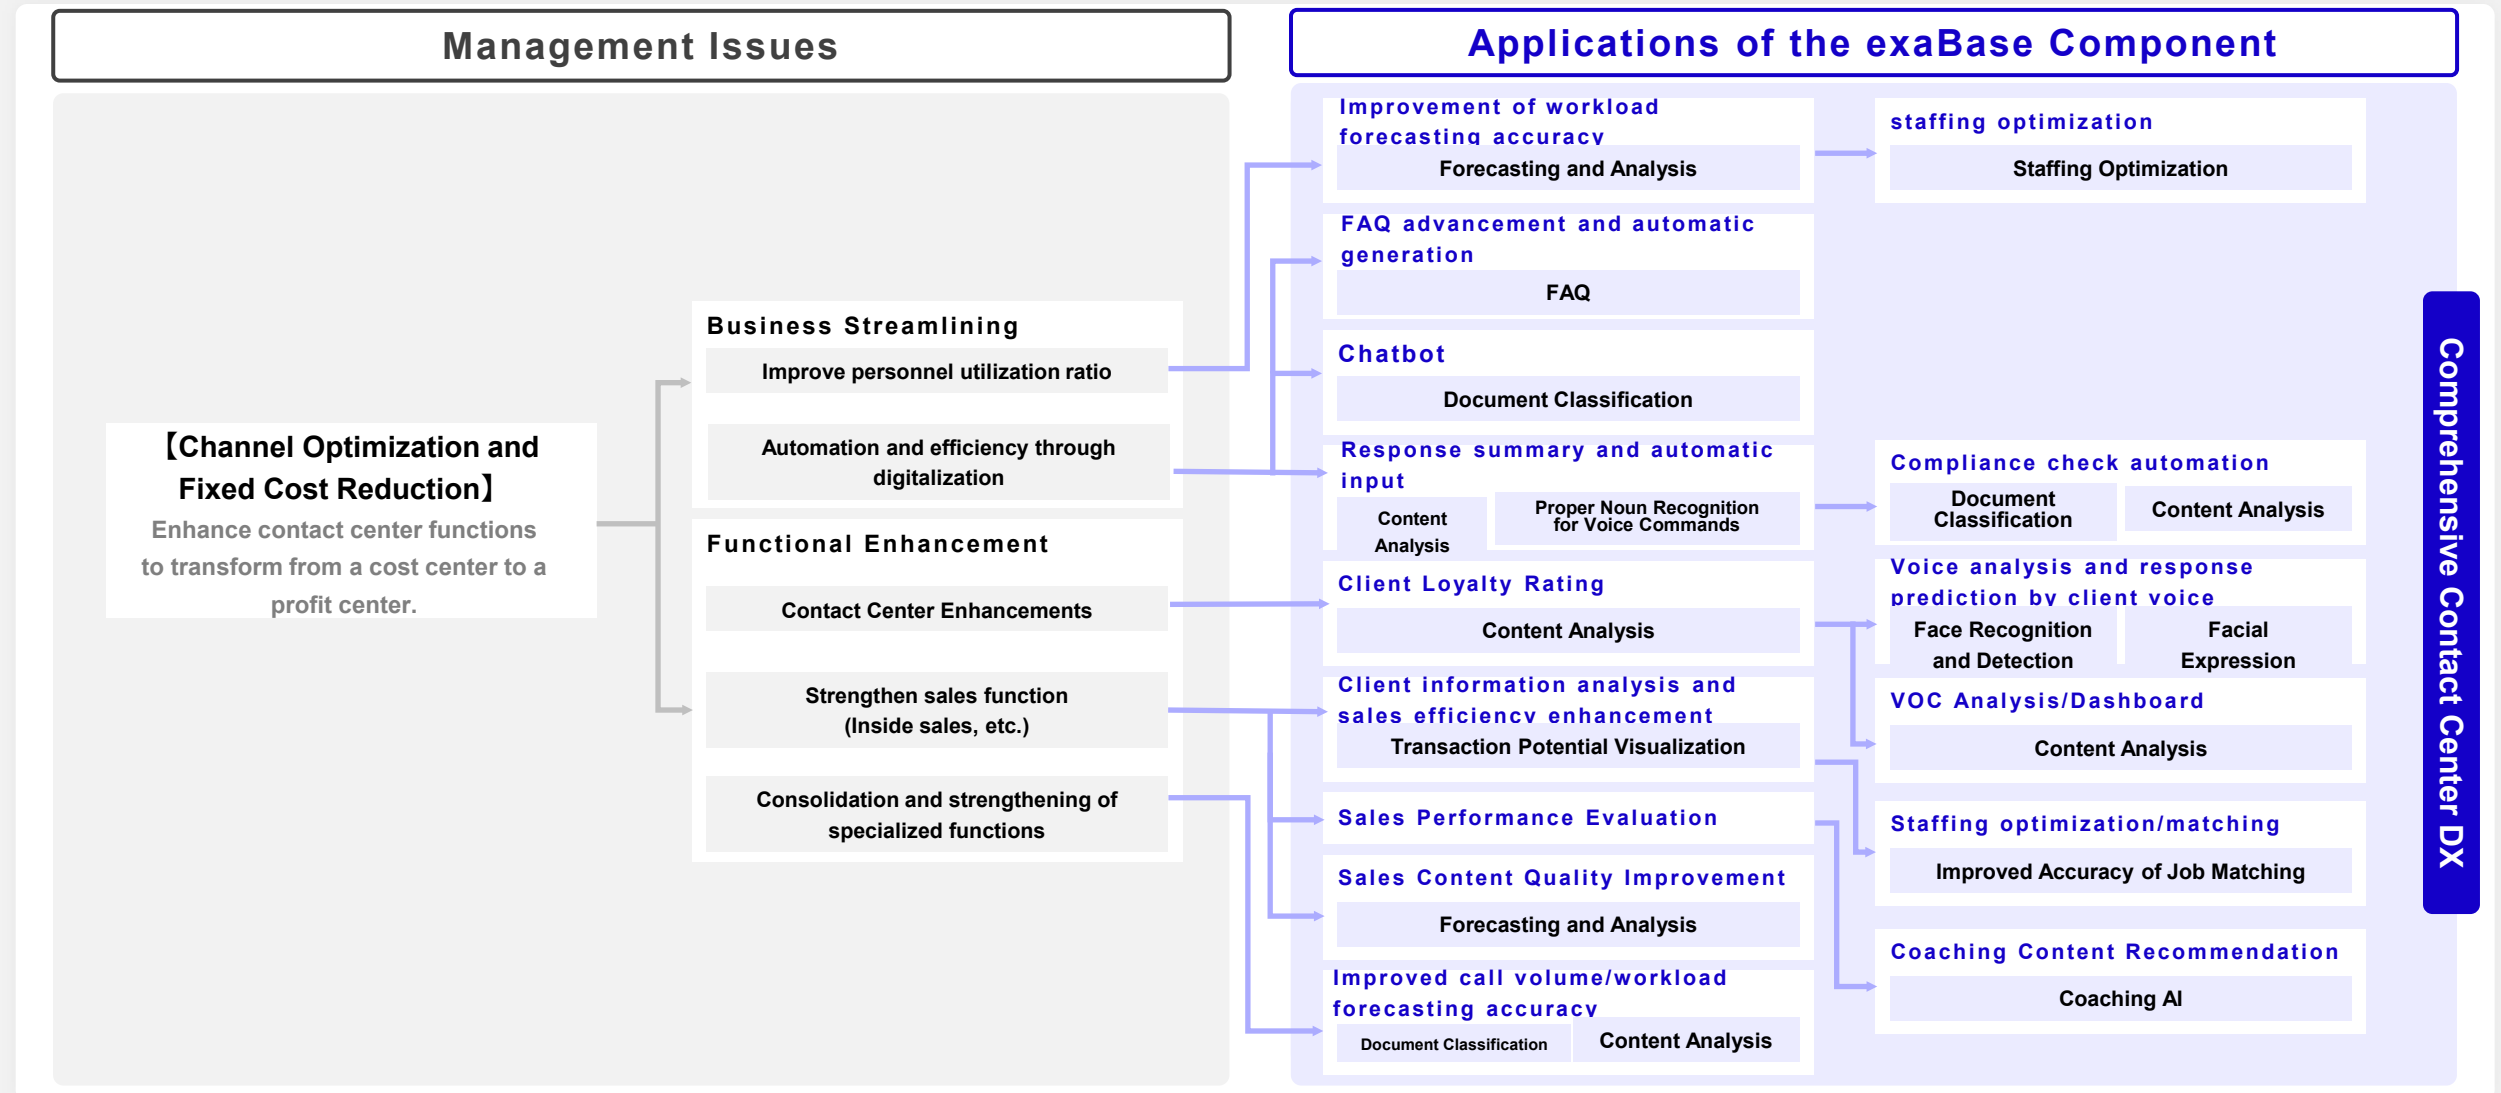 Management Issues
Applications of the exaBase Component
【Channel Optimization and
Fixed Cost Reduction】
Enhance contact center functions
to transform from a cost center to a
profit center.
Business Streamlining
Improve personnel utilization ratio
Automation and efficiency through
digitalization
Functional Enhancement
Contact Center Enhancements
Strengthen sales function
(Inside sales, etc.)
Consolidation and strengthening of
specialized functions
Improvement of workload
forecasting accuracy
Forecasting and Analysis
FAQ advancement and automatic
generation
FAQ
Chatbot
Document Classification
Response summary and automatic
input
Content
Analysis
Proper Noun Recognition
for Voice Commands
Client Loyalty Rating
Content Analysis
Client information analysis and
sales efficiency enhancement
Transaction Potential Visualization
Sales Performance Evaluation
Sales Content Quality Improvement
Forecasting and Analysis
Improved call volume/workload
forecasting accuracy
Document Classification
Content Analysis
staffing optimization
Staffing Optimization
Compliance check automation
Document
Classification
Content Analysis
Voice analysis and response
prediction by client voice
Face Recognition
and Detection
Facial
Expression
VOC Analysis/Dashboard
Content Analysis
Staffing optimization/matching
Improved Accuracy of Job Matching
Coaching Content Recommendation
Coaching AI
Comprehensive Contact Center DX